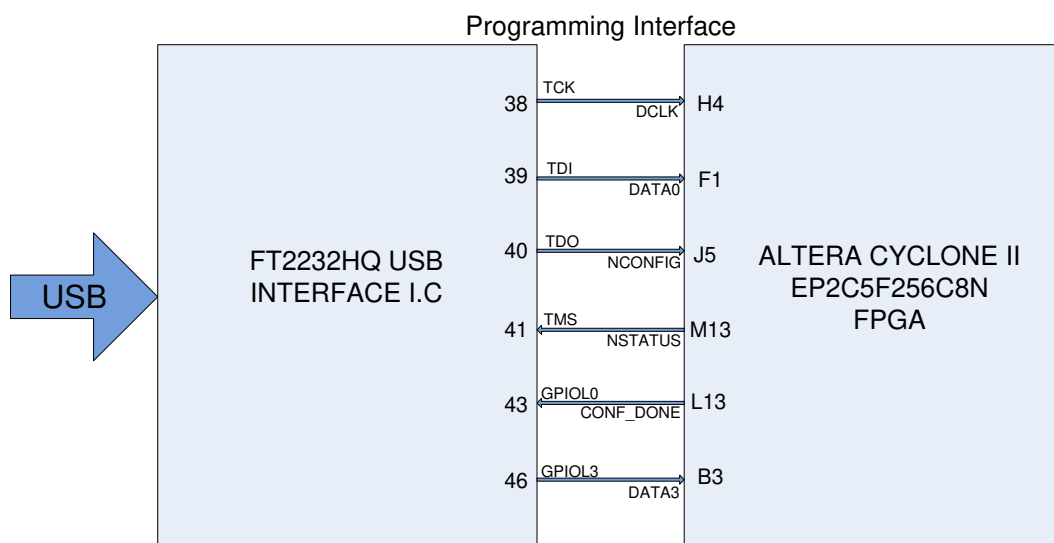 Programming Interface
38 TCK DCLK H4
39 TDI DATA0 F1
40 TDO NCONFIG J5
41 TMS NSTATUS M13
43 GPIOL0 CONF_DONE L13
46 GPIOL3 DATA3 B3
USB
FT2232HQ USB
INTERFACE I.C
ALTERA CYCLONE II
EP2C5F256C8N
FPGA